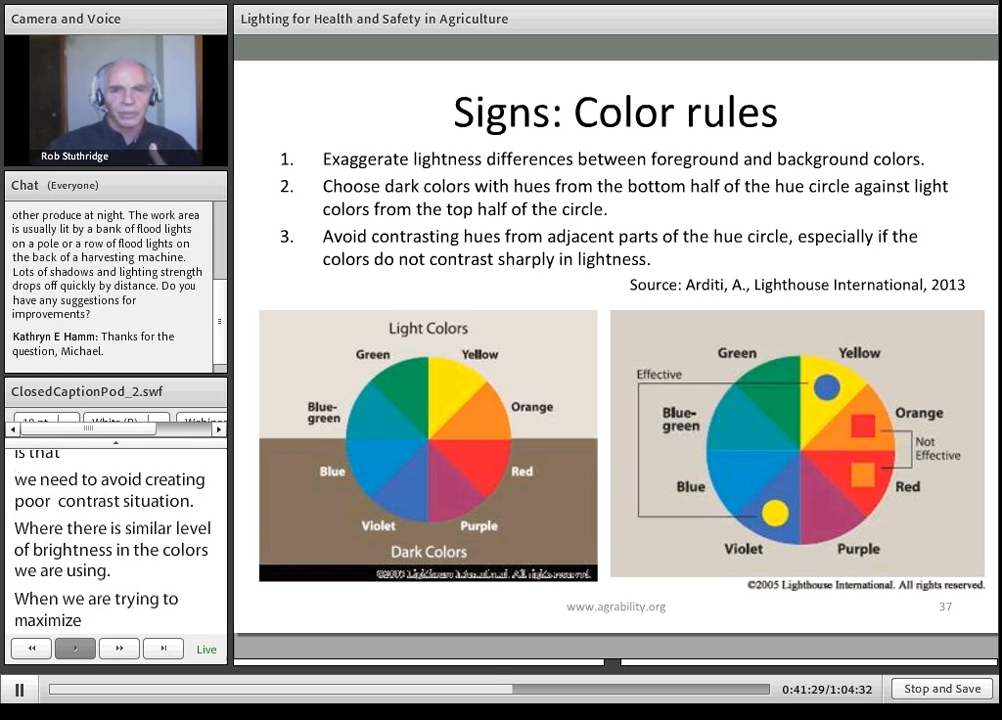 Camera and Voice
Rob Stuthridge
Chat (Everyone)
other produce at night. The work area
is usually lit by a bank of flood lights
on a pole or a row of flood lights on
the back of a harvesting machine.
Lots of shadows and lighting strength
drops off quickly by distance. Do you
have any suggestions for
improvements?
Kathryn E Hamm: Thanks for the
question, Michael.
ClosedCaptionPod_2.swf
is that
we need to avoid creating
poor contrast situation.
Where there is similar level
of brightness in the colors
we are using.
When we are trying to
maximize
Live
Lighting for Health and Safety in Agriculture
Signs: Color rules
1. Exaggerate lightness differences between foreground and background colors.
2. Choose dark colors with hues from the bottom half of the hue circle against light
colors from the top half of the circle.
3. Avoid contrasting hues from adjacent parts of the hue circle, especially if the
colors do not contrast sharply in lightness.
Source: Arditi, A., Lighthouse International, 2013
Light Colors
Green
Yellow
Blue-
green
Orange
Blue
Red
Violet
Purple
Dark Colors
©2005 Lighthouse International. All rights reserved.
Green
Yellow
Effective
Blue-
green
Orange
Not
Effective
Blue
Red
Violet
Purple
©2005 Lighthouse International. All rights reserved.
www.agrability.org
37
0:41:29/1:04:32
Stop and Save